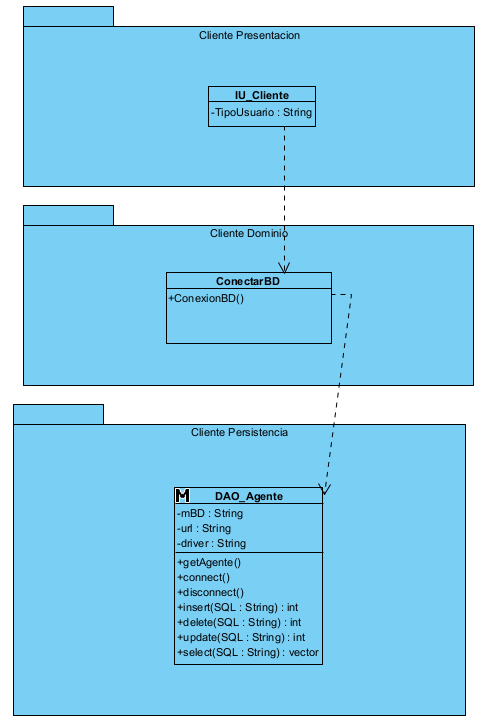 Cliente Presentacion
IU_Cliente
-TipoUsuario : String
Cliente Dominio
ConectarBD
+ConexionBD()
Cliente Persistencia
M
DAO_Agente
-mBD : String
-url : String
-driver : String
+getAgente()
+connect()
+disconnect()
+insert(SQL : String) : int
+delete(SQL : String) : int
+update(SQL : String) : int
+select(SQL : String) : vector